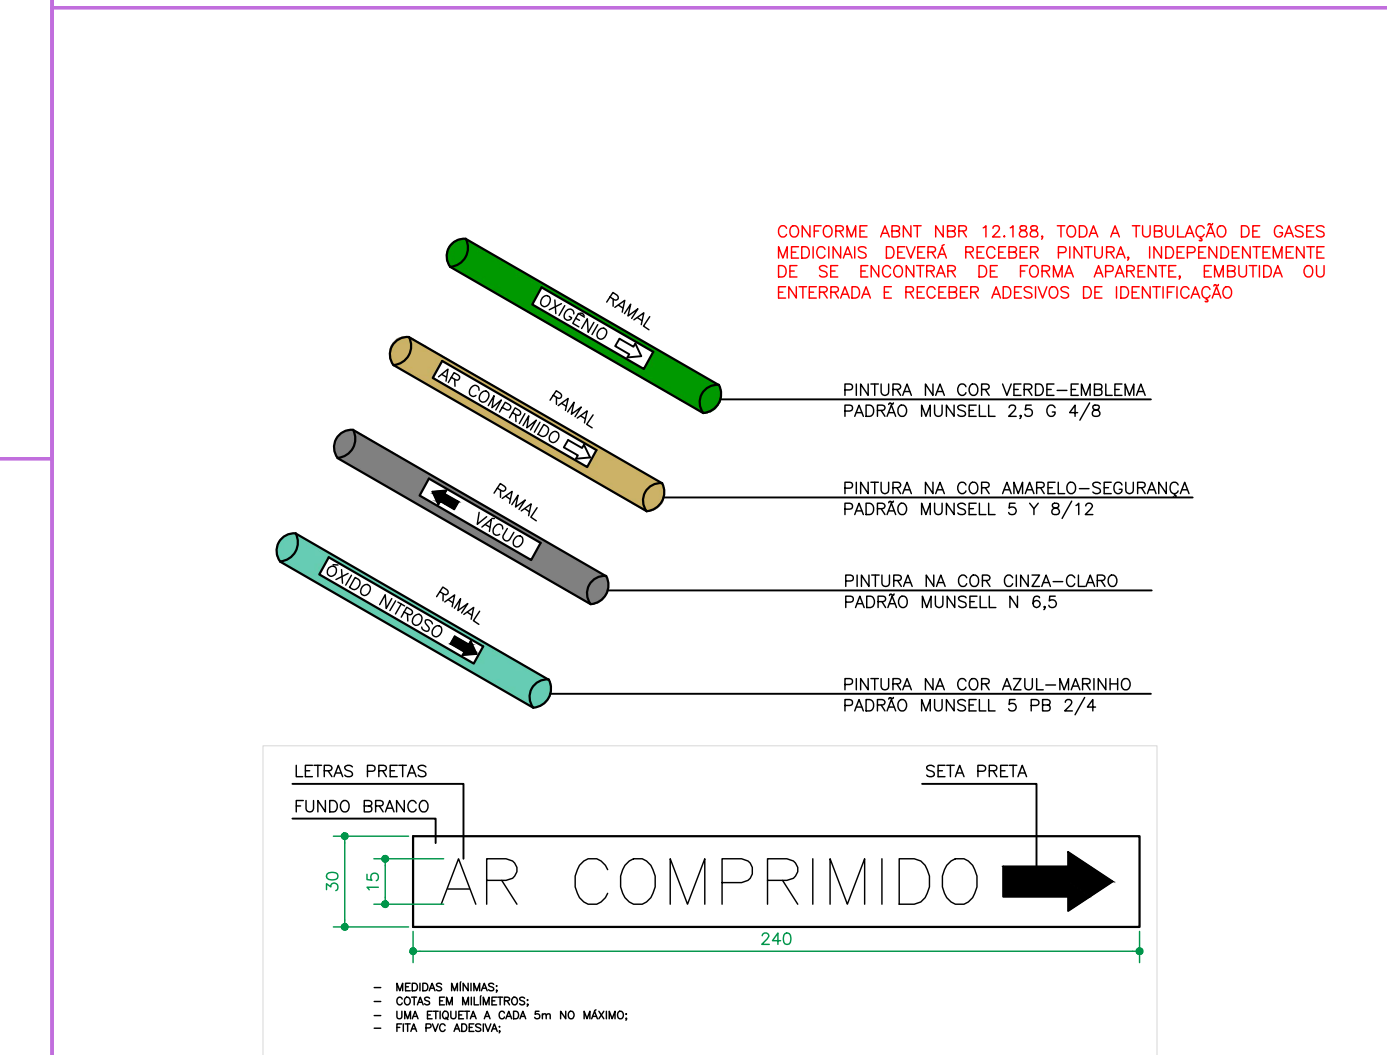 CONFORME ABNT NBR 12.188, TODA A TUBULAÇÃO DE GASES
MEDICINAIS DEVERÁ RECEBER PINTURA, INDEPENDENTEMENTE
DE SE ENCONTRAR DE FORMA APARENTE, EMBUTIDA OU
ENTERRADA E RECEBER ADESIVOS DE IDENTIFICAÇÃO
RAMAL
OXIGÊNIO
PINTURA NA COR VERDE-EMBLEMA
PADRÃO MUNSELL 2,5 G 4/8
RAMAL
AR COMPRIMIDO
PINTURA NA COR AMARELO-SEGURANÇA
PADRÃO MUNSELL 5 Y 8/12
RAMAL
VÁCUO
PINTURA NA COR CINZA-CLARO
PADRÃO MUNSELL N 6,5
RAMAL
ÓXIDO NITROSO
PINTURA NA COR AZUL-MARINHO
PADRÃO MUNSELL 5 PB 2/4
LETRAS PRETAS
SETA PRETA
FUNDO BRANCO
30
15
AR COMPRIMIDO
240
- MEDIDAS MÍNIMAS;
- COTAS EM MILÍMETROS;
- UMA ETIQUETA A CADA 5m NO MÁXIMO;
- FITA PVC ADESIVA;